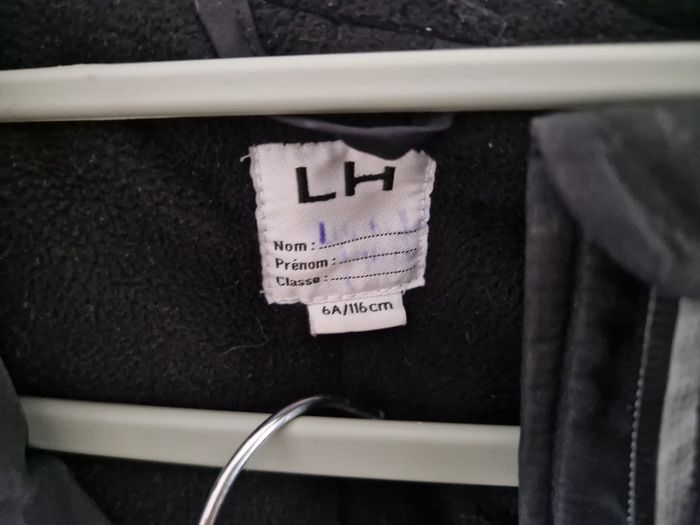 LH
Nom :
Prénom :
Classe :
6A/116cm